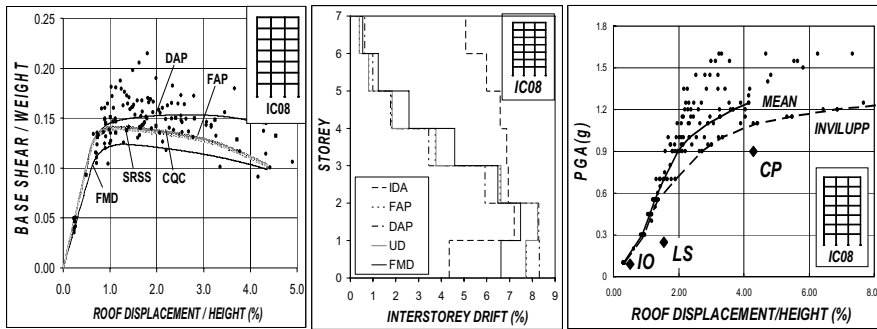 BASE SHEAR / WEIGHT
0.25
0.20
0.15
0.10
0.05
0.00
DAP
FAP
IC08
SRSS
CQC
FMD
0.0 1.0 2.0 3.0 4.0 5.0
ROOF DISPLACEMENT / HEIGHT (%)
STOREY
7
6
5
4
3
2
1
0
IC08
IDA
FAP
DAP
UD
FMD
0 1 2 3 4 5 6 7 8 9
INTERSTOREY DRIFT (%)
PGA (g)
1.8
1.5
1.2
0.9
0.6
0.3
0
MEAN
INVILUPP
CP
LS
IO
IC08
0.00 2.00 4.00 6.00 8.00
ROOF DISPLACEMENT/HEIGHT (%)